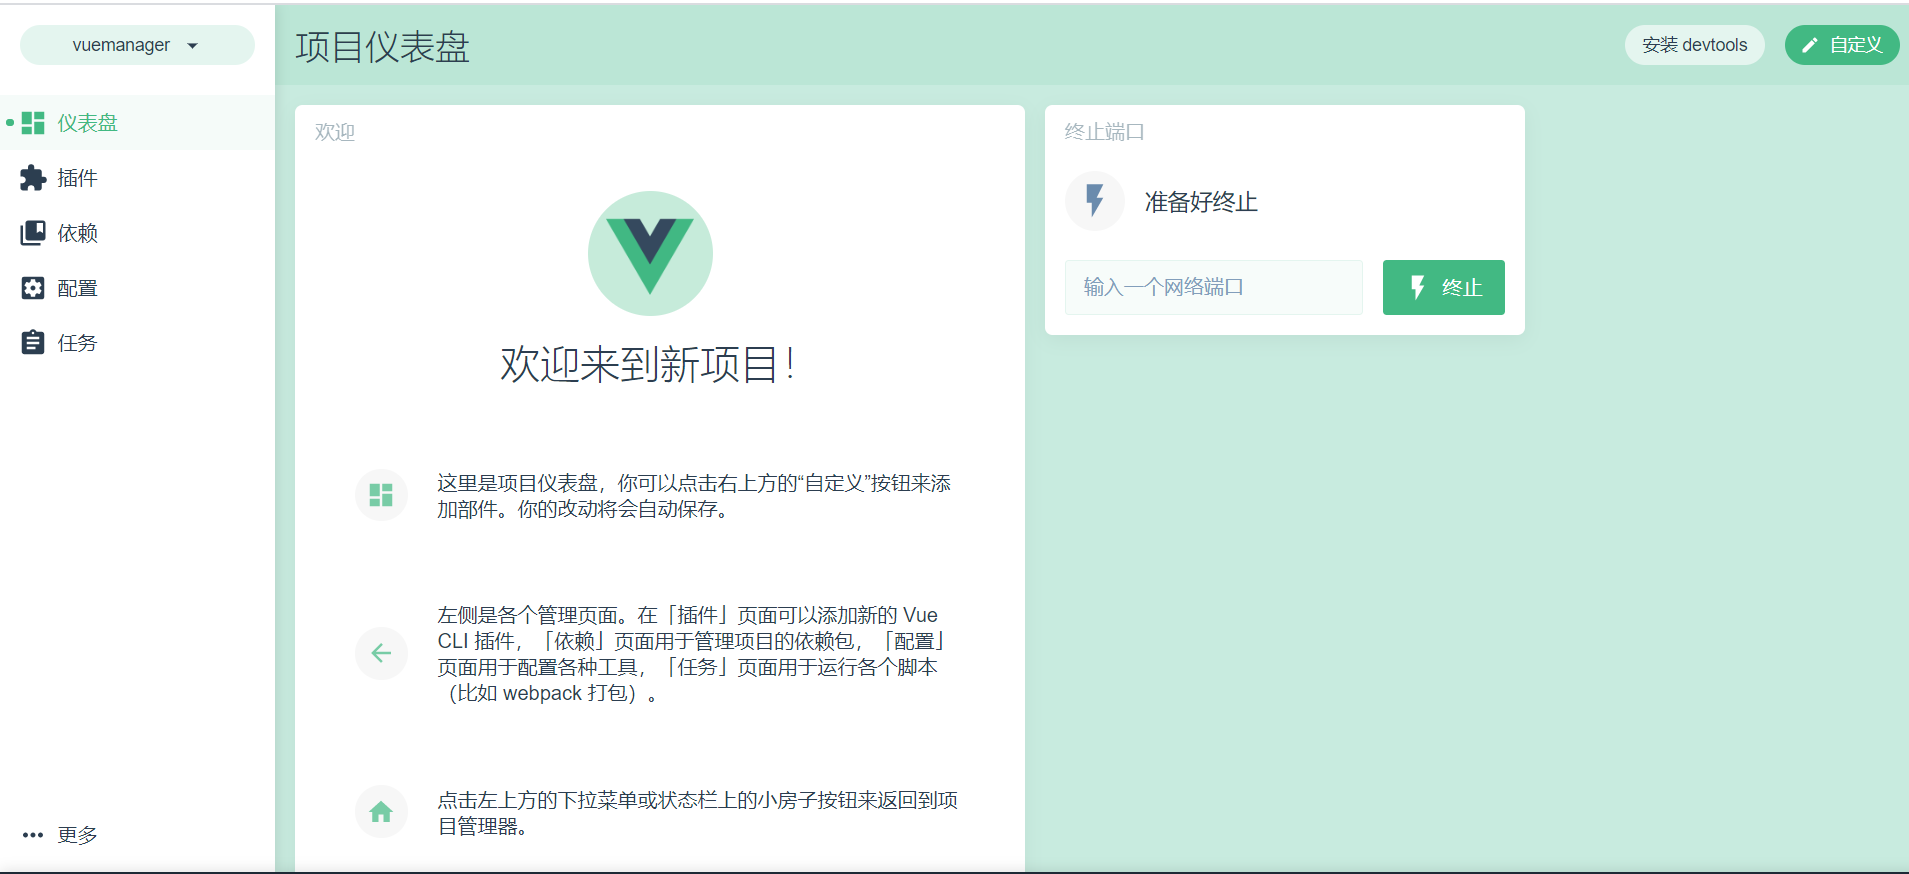 vuemanager
项目仪表盘
安装 devtools
自定义
仪表盘
插件
依赖
配置
任务
更多
欢迎
欢迎来到新项目！
这里是项目仪表盘，你可以点击右上方的“自定义”按钮来添
加部件。你的改动将会自动保存。
左侧是各个管理页面。在「插件」页面可以添加新的 Vue
CLI 插件，「依赖」页面用于管理项目的依赖包，「配置」
页面用于配置各种工具，「任务」页面用于运行各个脚本
（比如 webpack 打包）。
点击左上方的下拉菜单或状态栏上的小房子按钮来返回到项
目管理器。
终止端口
准备好终止
输入一个网络端口
终止